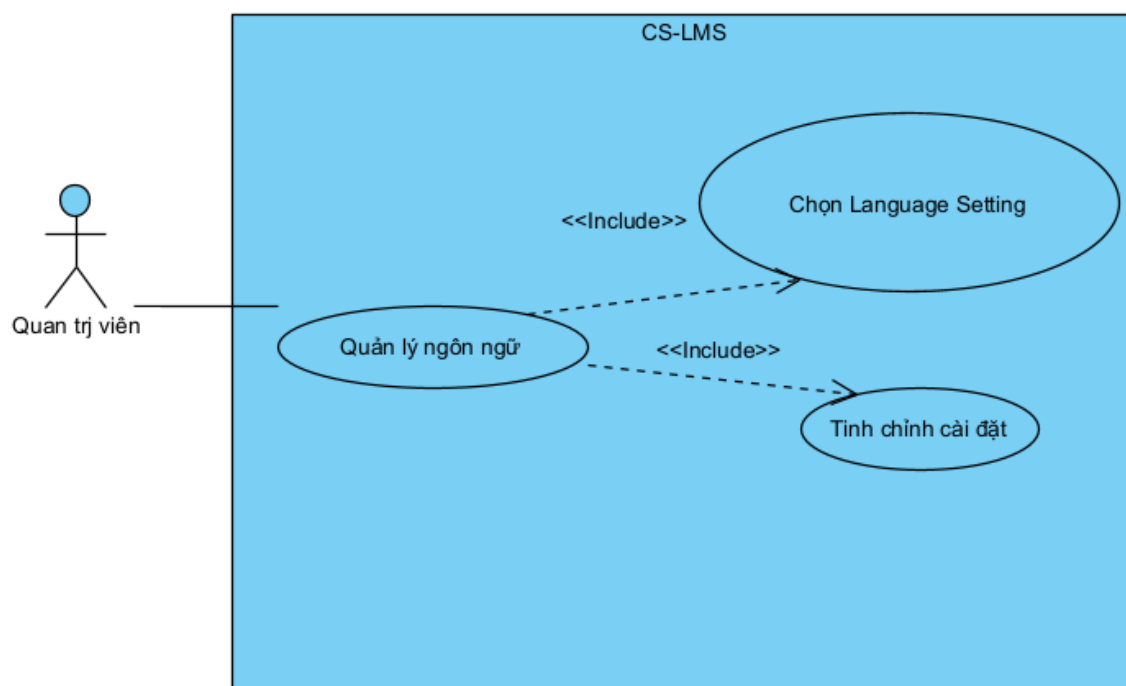 CS-LMS
Chọn Language Setting
<<Include>>
Quan trị viên
Quản lý ngôn ngữ
<<Include>>
Tinh chỉnh cài đặt